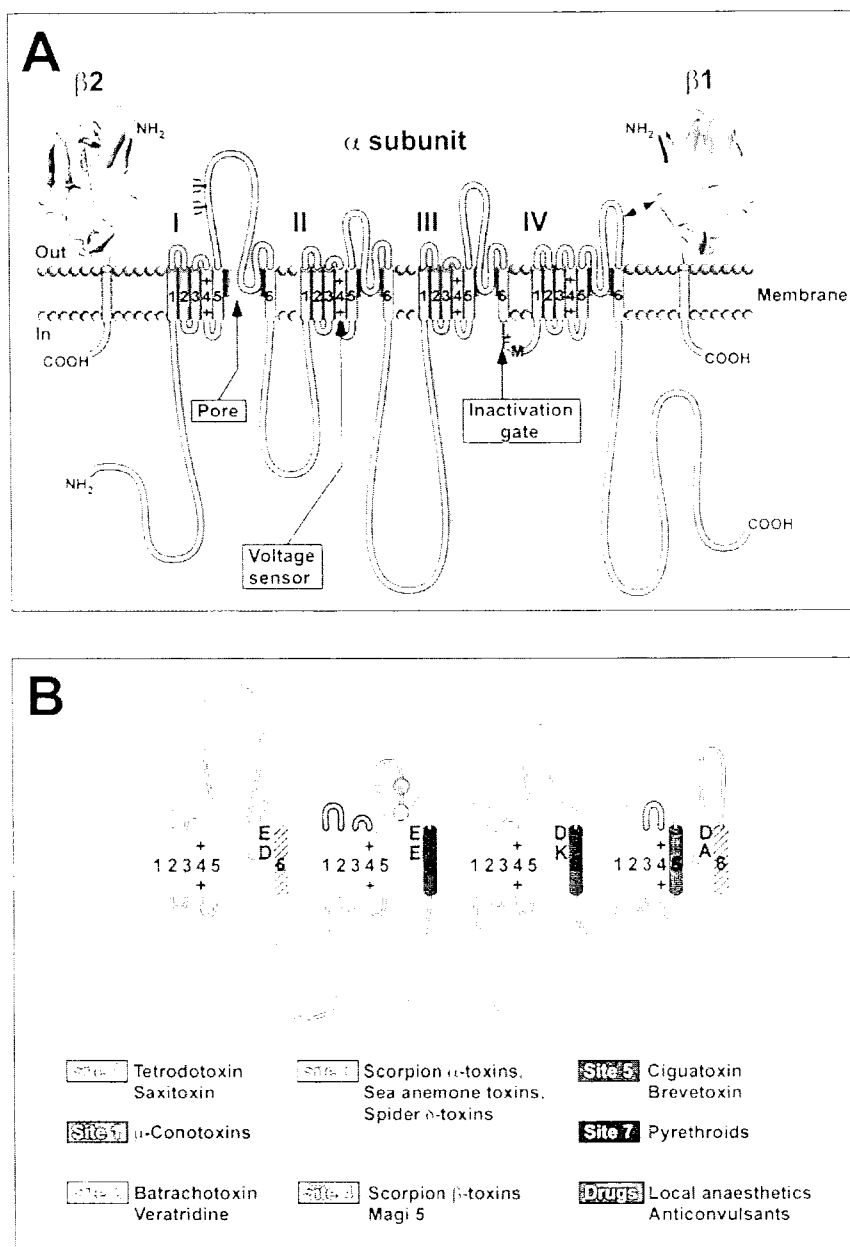 A
β2
β1
NH2
NH2
α subunit
I
II
III
IV
Out
1 2 3 4 5 6
1 2 3 4 5 6
1 2 3 4 5 6
1 2 3 4 5 6
Membrane
In
M
COOH
COOH
Pore
Inactivation
gate
NH2
COOH
Voltage
sensor
B
E
E
D
D
D
E
K
A
1 2 3 4 5 6
1 2 3 4 5
1 2 3 4 5
1 2 3 4 5 6
Tetrodotoxin
Saxitoxin
Scorpion α-toxins,
Sea anemone toxins,
Spider δ-toxins
Site 5 Ciguatoxin
Brevetoxin
μ-Conotoxins
Site 7 Pyrethroids
Batrachotoxin
Veratridine
Site 4 Scorpion β-toxins
Magi 5
Drugs Local anaesthetics
Anticonvulsants